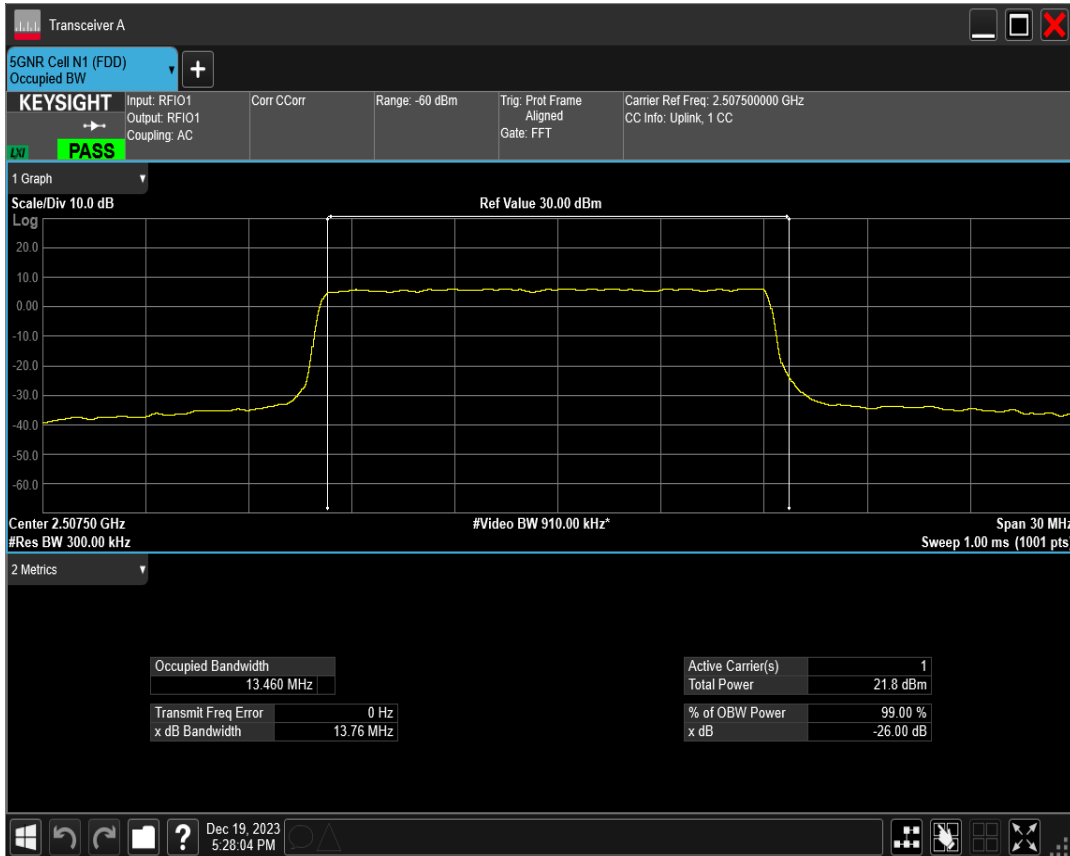 Transceiver A
5GNR Cell N1 (FDD)
Occupied BW
+
KEYSIGHT
LXI
PASS
Input: RFIO1
Output: RFIO1
Coupling: AC
Corr CCorr
Range: -60 dBm
Trig: Prot Frame
Aligned
Gate: FFT
Carrier Ref Freq: 2.507500000 GHz
CC Info: Uplink, 1 CC
1 Graph
Scale/Div 10.0 dB
Ref Value 30.00 dBm
Log
20.0
10.0
0.00
-10.0
-20.0
-30.0
-40.0
-50.0
-60.0
Center 2.50750 GHz
#Video BW 910.00 kHz*
Span 30 MHz
#Res BW 300.00 kHz
Sweep 1.00 ms (1001 pts)
2 Metrics
Occupied Bandwidth
13.460 MHz
Transmit Freq Error 0 Hz
x dB Bandwidth 13.76 MHz
Active Carrier(s) 1
Total Power 21.8 dBm
% of OBW Power 99.00 %
x dB -26.00 dB
?
Dec 19, 2023
5:28:04 PM